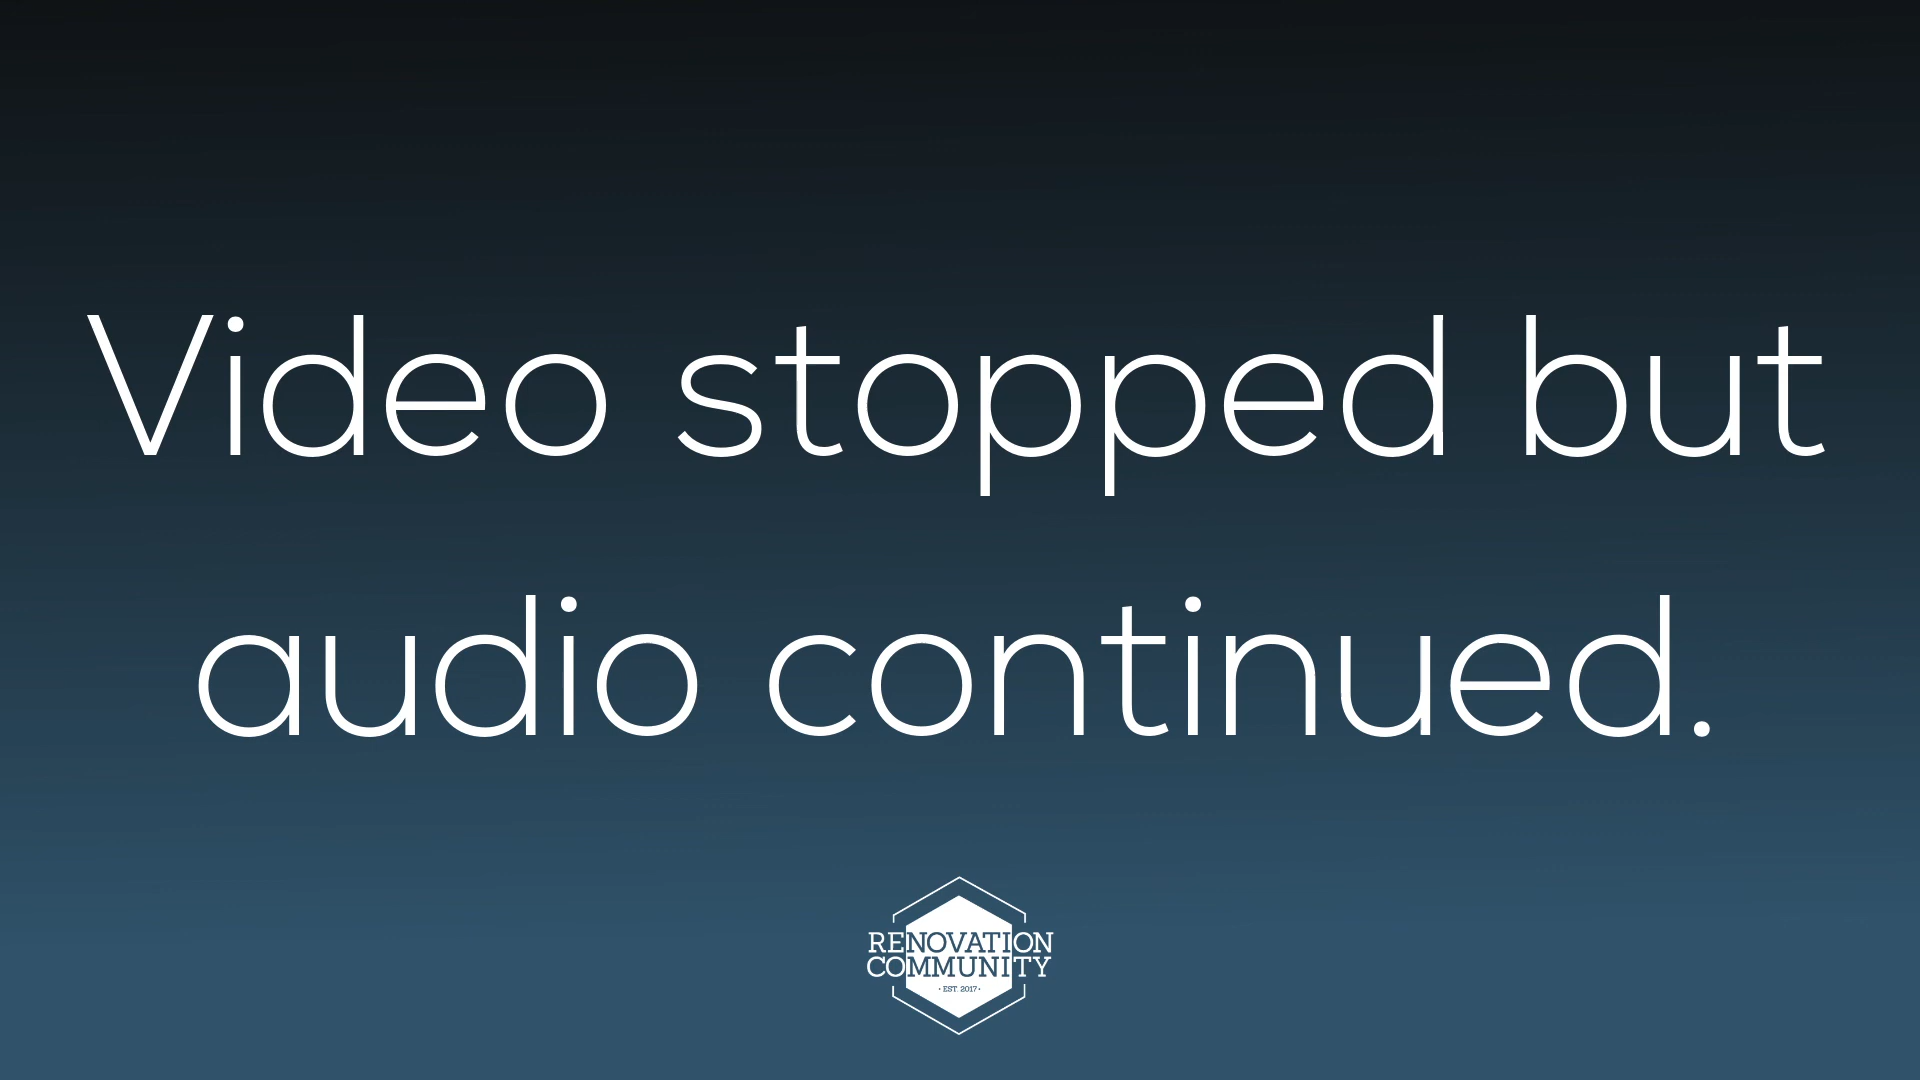 Video stopped but
audio continued.
RENOVATION
COMMUNITY
• EST. 2017 •